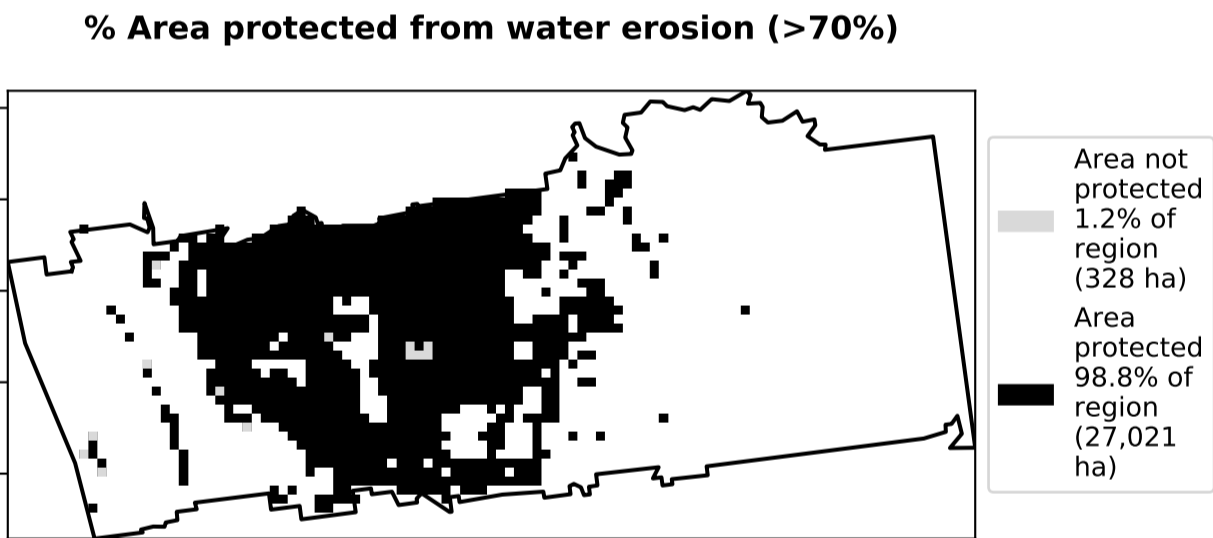 % Area protected from water erosion (>70%)
Area not
protected
1.2% of
region
(328 ha)
Area
protected
98.8% of
region
(27,021
ha)